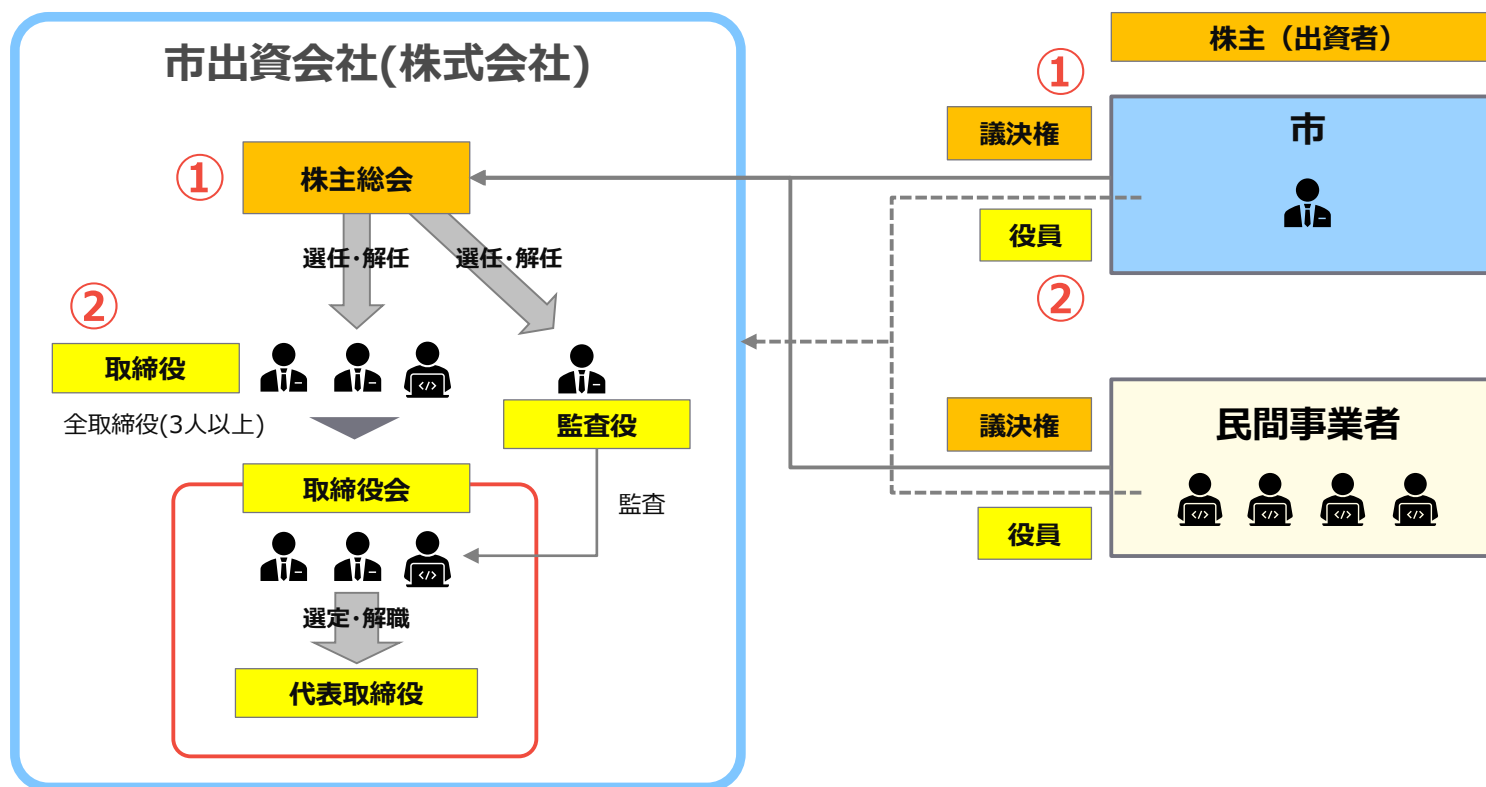 市出資会社(株式会社)
①
株主総会
選任･解任
選任･解任
②
取締役
全取締役(3人以上)
監査役
取締役会
監査
</>
</>
選定･解職
代表取締役
株主（出資者）
①
議決権
市
役員
②
議決権
民間事業者
</>
</>
</>
</>
役員